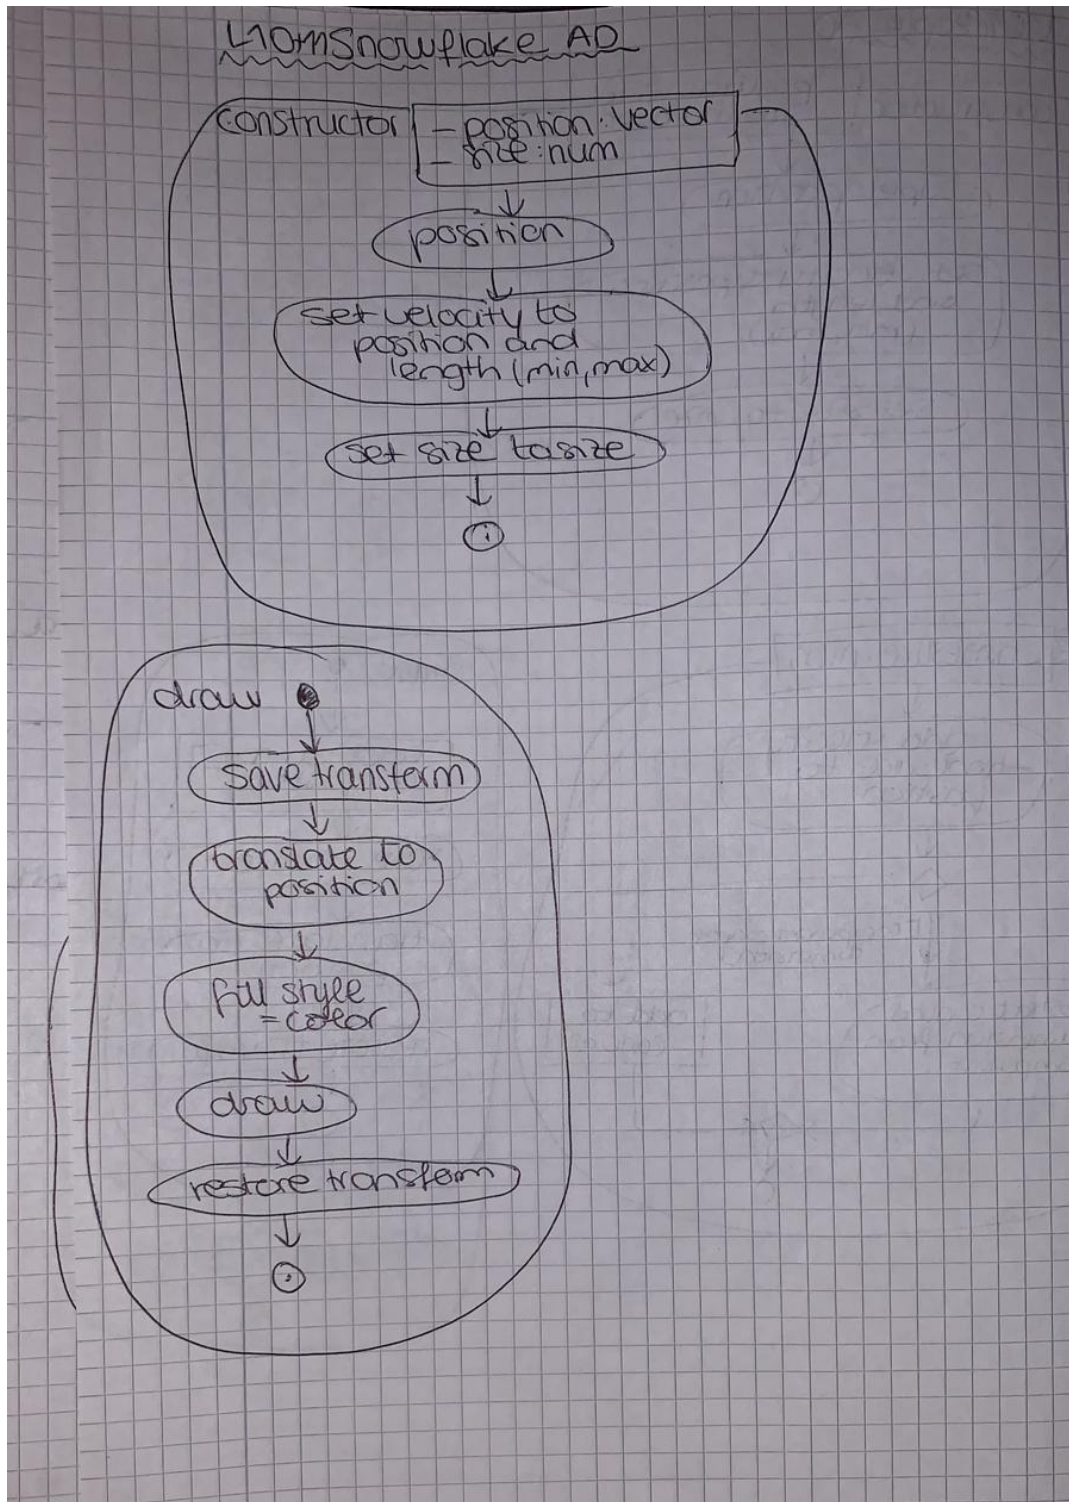 L10mSnowflake AD
constructor
- position: vector
- size: num
position
set velocity to
position and
length (min, max)
set size to size
draw
save transform
translate to
position
fill style
= color
draw
restore transform